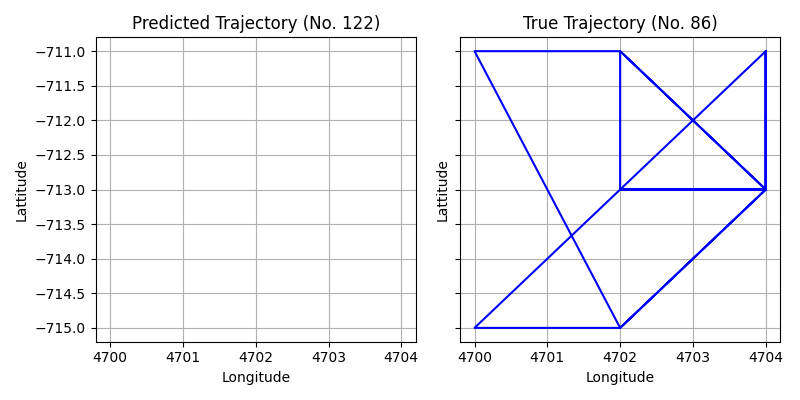 Predicted Trajectory (No. 122)
True Trajectory (No. 86)
Lattitude
−711.0
−711.5
−712.0
−712.5
−713.0
−713.5
−714.0
−714.5
−715.0
4700 4701 4702 4703 4704
Longitude
Lattitude
4700 4701 4702 4703 4704
Longitude